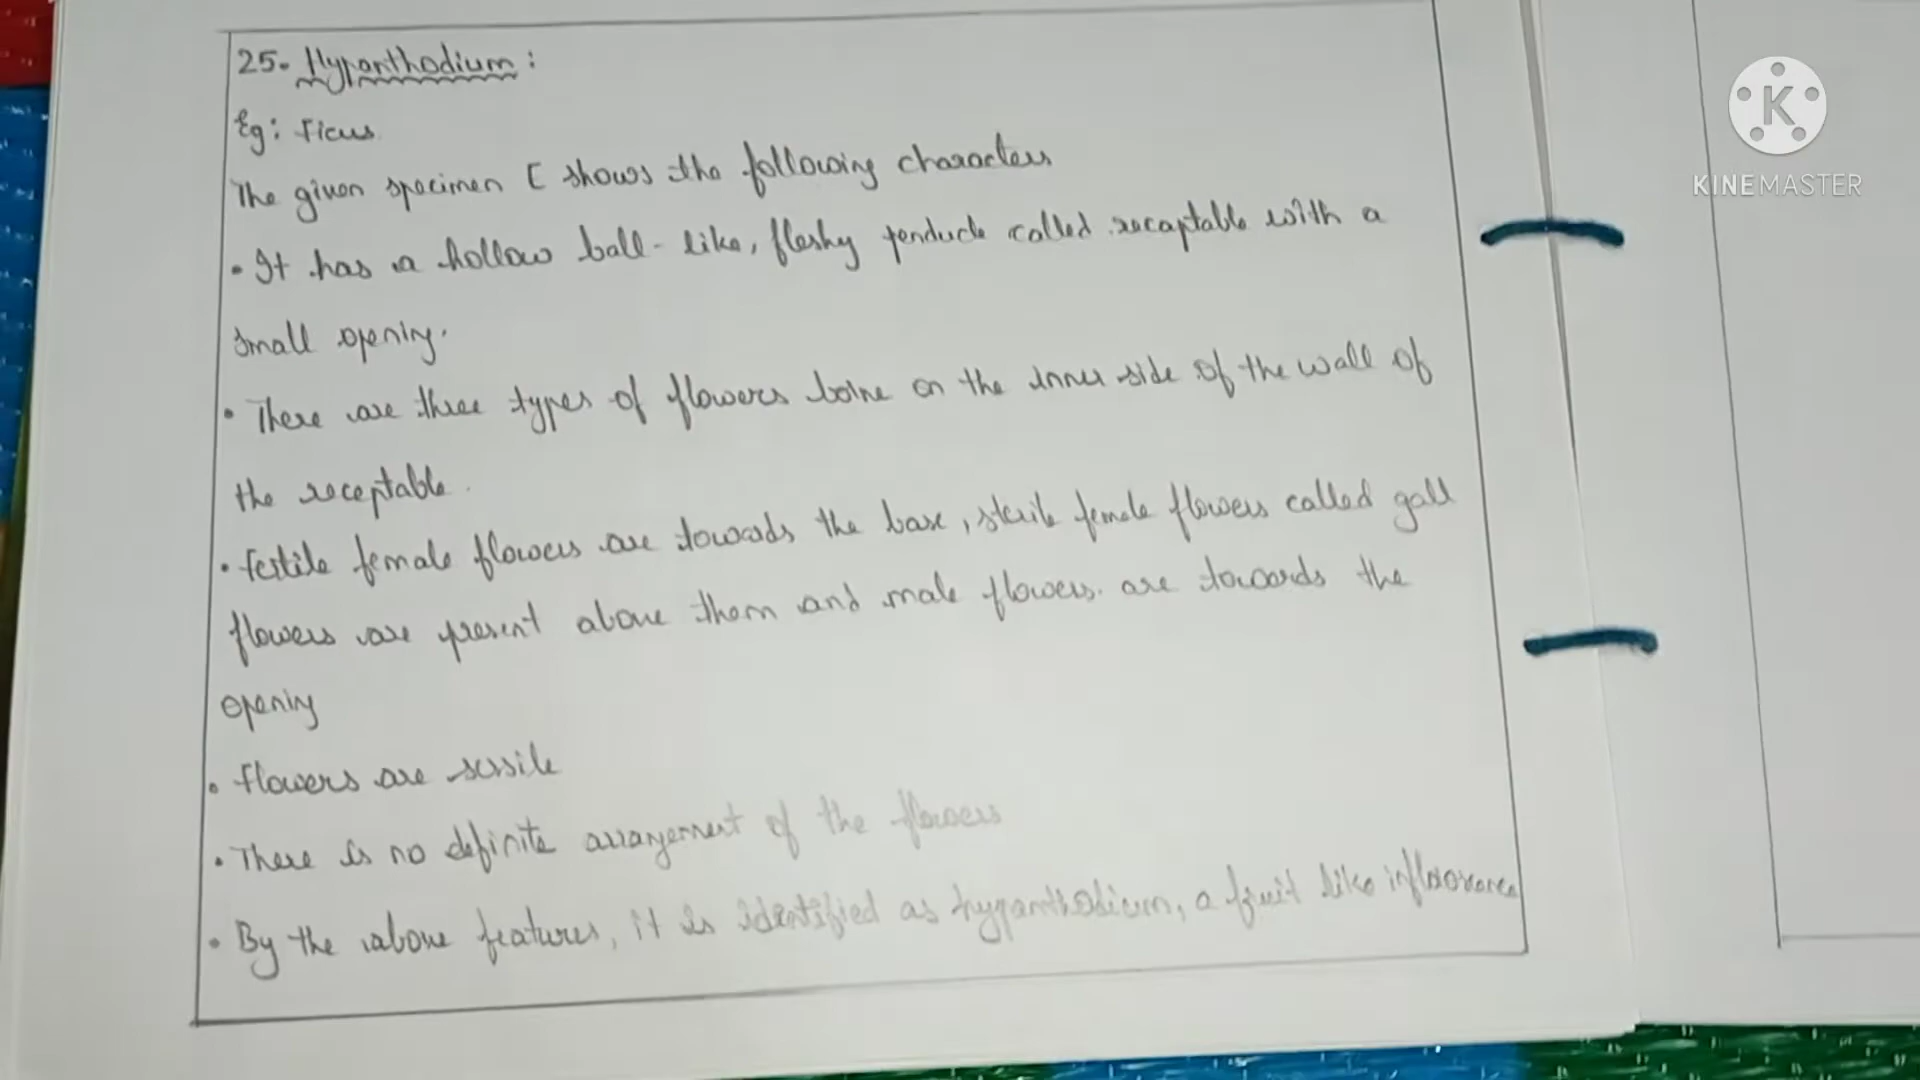 25. Hypanthodium:
Eg: Ficus
The given specimen E shows the following characters
• It has a hollow ball-like, fleshy penduck called recaptable with a
small opening.
• There are three types of flowers borne on the inner side of the wall of
the receptable.
• fertile female flowers are towards the base, sterile female flowers called gall
flowers are present above them and male flowers. are towards the
opening
• flowers are sessile
• There is no definite arrangement of the flowers
• By the above features, it is identified as hypanthodium, a fruit like
K
KINEMASTER